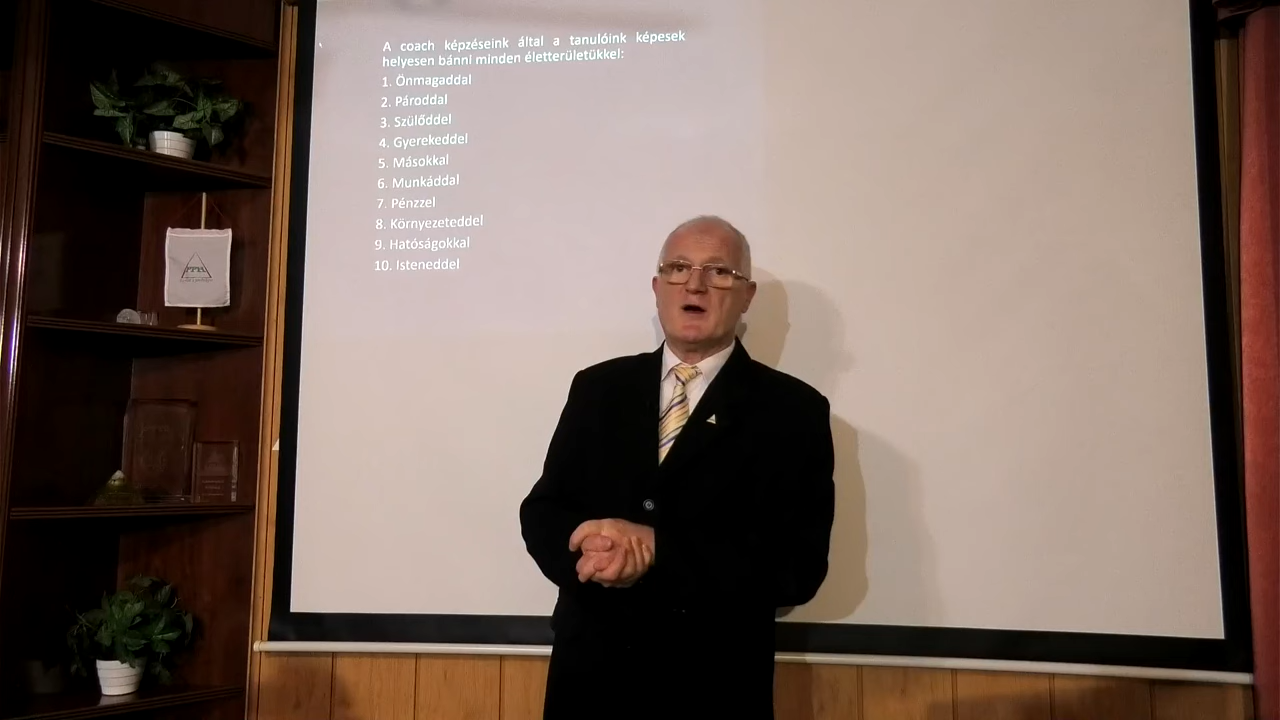 A coach képzéseink által a tanulóink képesek
helyesen bánni minden életterületükkel:
1. Önmagaddal
2. Pároddal
3. Szülőddel
4. Gyerekeddel
5. Másokkal
6. Munkáddal
7. Pénzzel
8. Környezeteddel
9. Hatóságokkal
10. Isteneddel